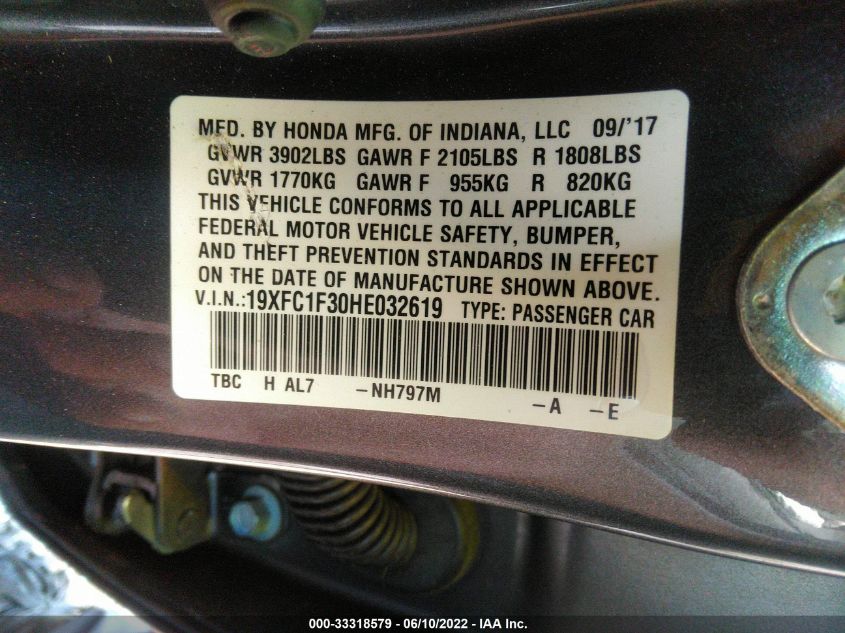 MFD. BY HONDA MFG. OF INDIANA, LLC 09/'17
GVWR 3902LBS GAWR F 2105LBS R 1808LBS
GVWR 1770KG GAWR F 955KG R 820KG
THIS VEHICLE CONFORMS TO ALL APPLICABLE
FEDERAL MOTOR VEHICLE SAFETY, BUMPER,
AND THEFT PREVENTION STANDARDS IN EFFECT
ON THE DATE OF MANUFACTURE SHOWN ABOVE.
V.I.N.:19XFC1F30HE032619 TYPE: PASSENGER CAR
TBC H AL7 -NH797M -A -E
000-33318579 - 06/10/2022 - IAA Inc.